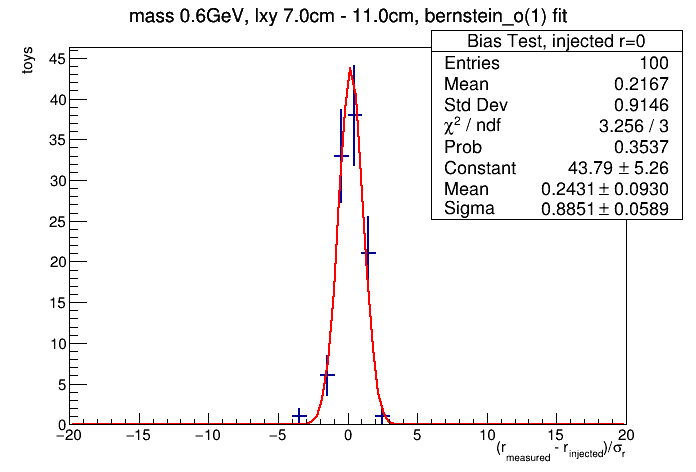 mass 0.6GeV, lxy 7.0cm - 11.0cm, bernstein_o(1) fit
toys
Bias Test, injected r=0
Entries 100
Mean 0.2167
Std Dev 0.9146
χ² / ndf 3.256 / 3
Prob 0.3537
Constant 43.79 ± 5.26
Mean 0.2431 ± 0.0930
Sigma 0.8851 ± 0.0589
45
40
35
30
25
20
15
10
5
0
−20 −15 −10 −5 0 5 10 15 20
(r_measured - r_injected)/σ_r